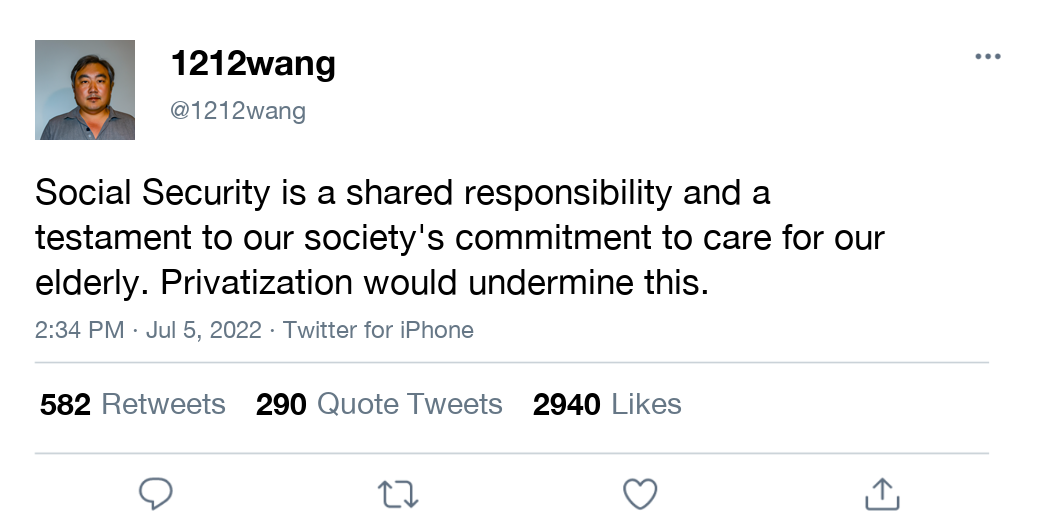 1212wang
@1212wang
Social Security is a shared responsibility and a
testament to our society's commitment to care for our
elderly. Privatization would undermine this.
2:34 PM · Jul 5, 2022 · Twitter for iPhone
582 Retweets 290 Quote Tweets 2940 Likes